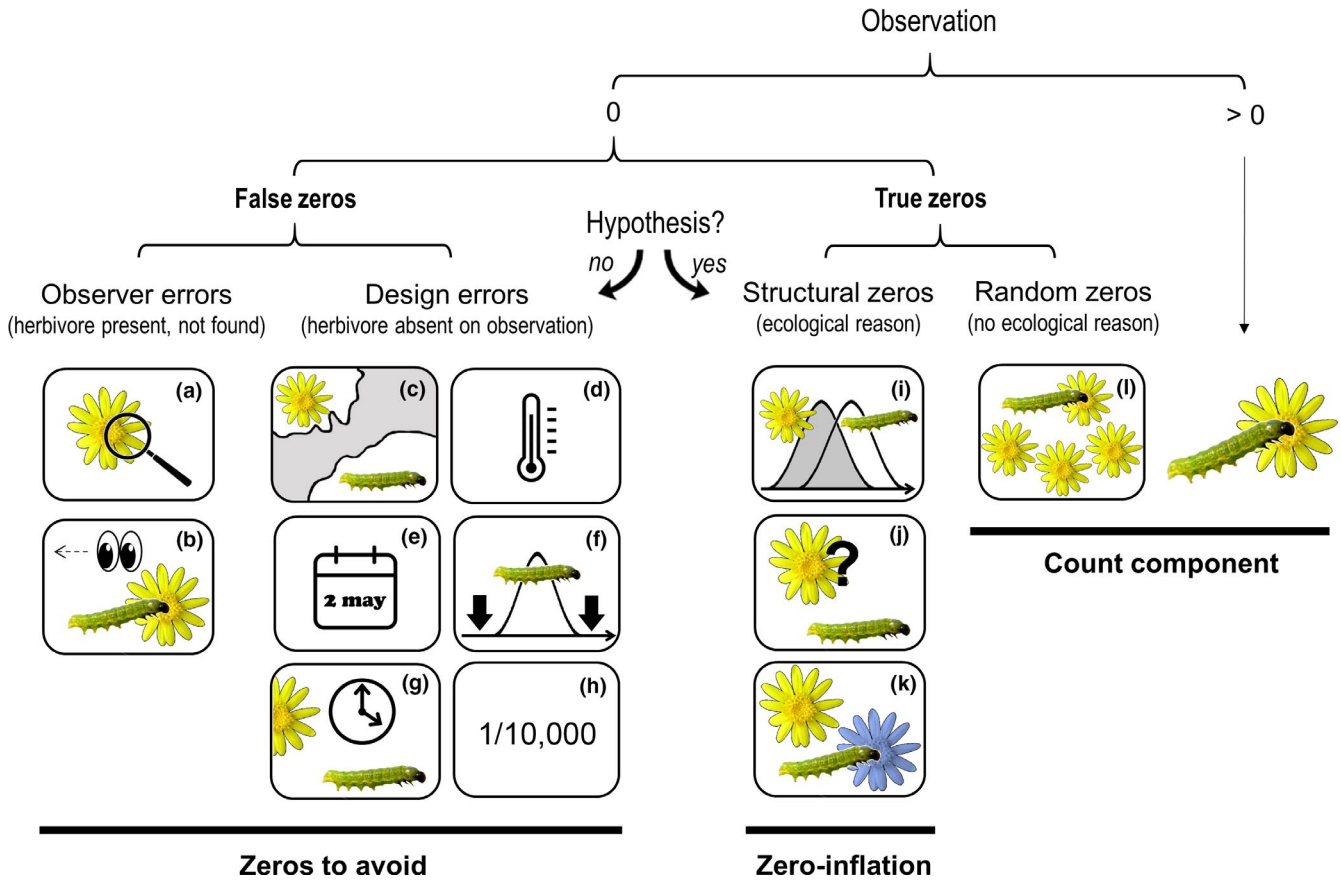 Observation
0
> 0
False zeros
True zeros
Hypothesis?
no
yes
Observer errors
(herbivore present, not found)
Design errors
(herbivore absent on observation)
Structural zeros
(ecological reason)
Random zeros
(no ecological reason)
(a)
(c)
(d)
(i)
(l)
(b)
(e)
2 may
(f)
(j)
Count component
(g)
(h)
1/10,000
?
(k)
Zeros to avoid
Zero-inflation